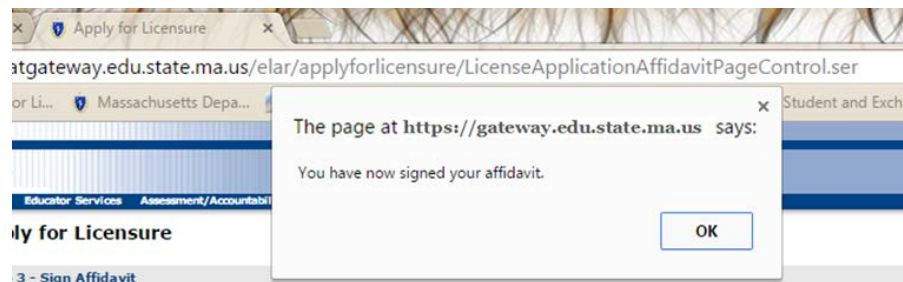 Apply for Licensure
atgateway.edu.state.ma.us/elar/applyforlicensure/LicenseApplicationAffidavitPageControl.ser
or Li... Massachusetts Depa... Student and Exch
The page at https://gateway.edu.state.ma.us says:
You have now signed your affidavit.
OK
Educator Services Assessment/Accountabil
ly for Licensure
3 - Sign Affidavit